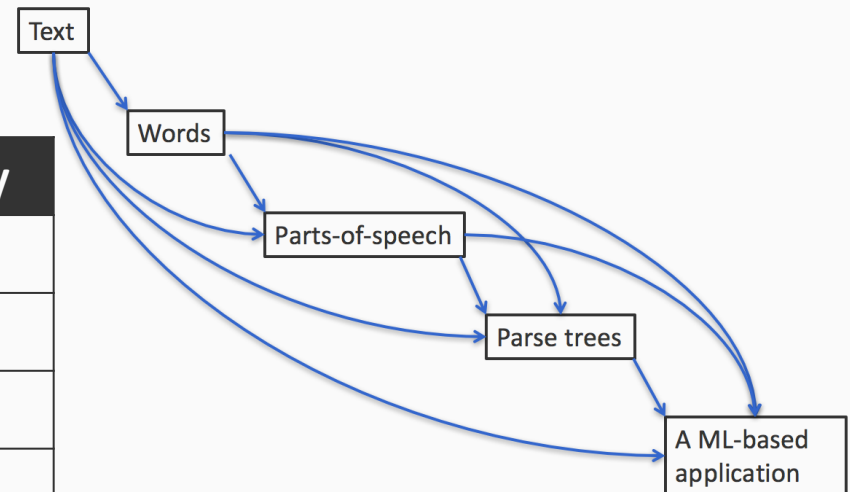 Text
Words
Parts-of-speech
Parse trees
A ML-based
application